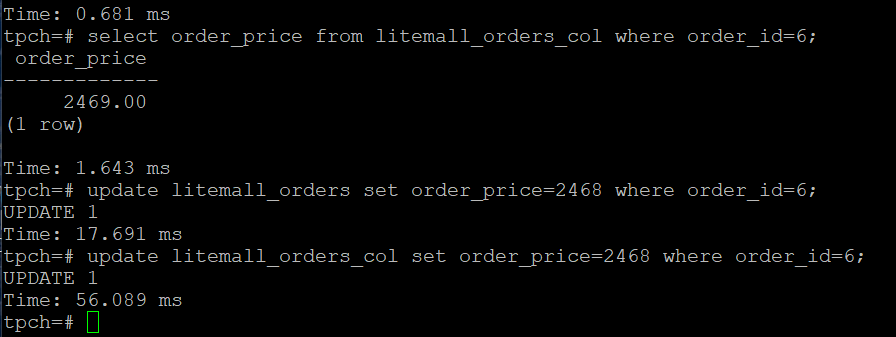 Time: 0.681 ms
tpch=# select order_price from litemall_orders_col where order_id=6;
 order_price
-------------
     2469.00
(1 row)

Time: 1.643 ms
tpch=# update litemall_orders set order_price=2468 where order_id=6;
UPDATE 1
Time: 17.691 ms
tpch=# update litemall_orders_col set order_price=2468 where order_id=6;
UPDATE 1
Time: 56.089 ms
tpch=#